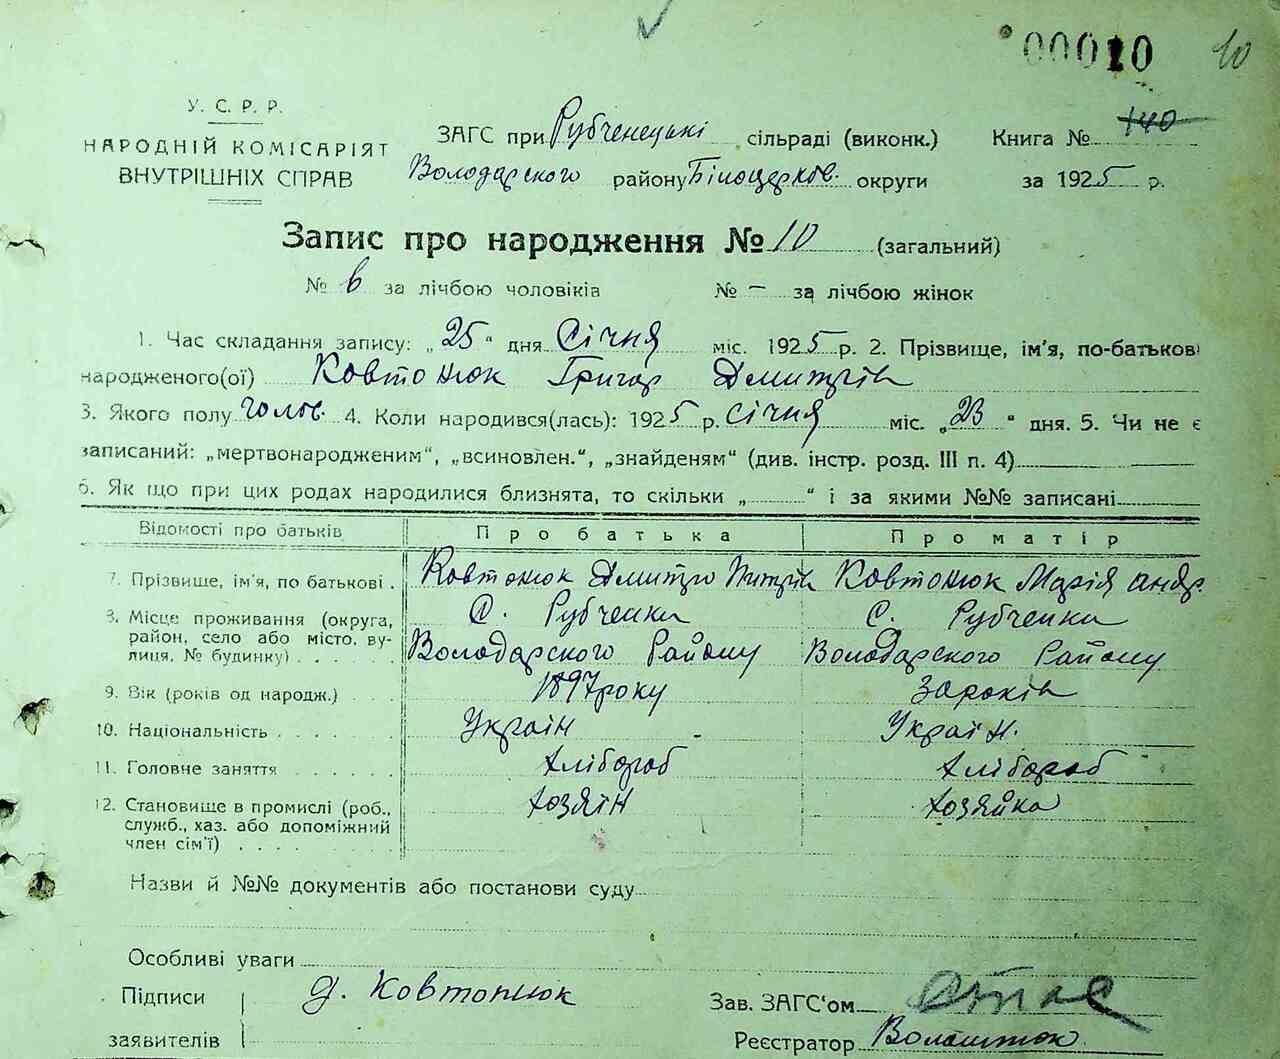 00010 10
У. С. Р. Р.
НАРОДНІЙ КОМІСАРІЯТ
ВНУТРІШНІХ СПРАВ
ЗАГС при Рубченецькі сільраді (виконк.) Книга № 140
Володарского району Білоцерков. округи за 1925 р.
Запис про народження № 10 (загальний)
№ 6 за лічбою чоловіків № — за лічбою жінок
1. Час складання запису: „25“ дня Січня міс. 1925 р. 2. Прізвище, ім'я, по-батькові
народженого(ої) Ковтонюк Григор Дмитрів
3. Якого полу чолов. 4. Коли народився(лась): 1925 р. січня міс. „23“ дня. 5. Чи не є
записаний: „мертвонародженим“, „всиновлен.“, „знайденям“ (див. інстр. розд. III п. 4)
6. Як що при цих родах народилися близнята, то скільки „ “ і за якими №№ записані
Відомості про батьків Про батька Про матір
7. Прізвище, ім'я, по батькові . Ковтонюк Дмитро Ковтонюк Марія андр.
8. Місце проживання (округа, С. Рубченки С. Рубченки
район, село або місто, ву-
лиця, № будинку) . . . . Володарского Району Володарского Району
9. Вік (років од народж.) . . 1897 року 30 років
10. Національність . . . . . Україн Україн.
11. Головне заняття . . . . . . хлібороб хлібороб
12. Становище в промислі (роб., хозяїн хозяйка
служб., хаз. або допоміжний
член сім'ї) . . . .
Назви й №№ документів або постанови суду
Особливі уваги
Підписи Д. Ковтонюк Зав. ЗАГС'ом
заявителів Реєстратор